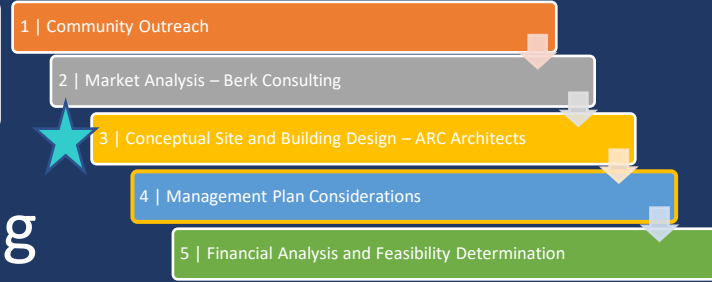 1 | Community Outreach
2 | Market Analysis – Berk Consulting
3 | Conceptual Site and Building Design – ARC Architects
4 | Management Plan Considerations
g
5 | Financial Analysis and Feasibility Determination